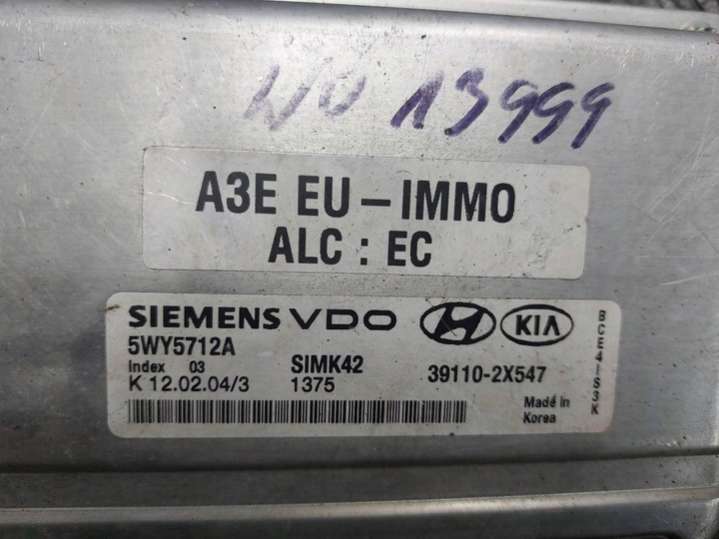 NO 13999
A3E EU-IMMO
ALC : EC
SIEMENS VDO KIA
5WY5712A
Index 03 SIMK42 39110-2X547
K 12.02.04/3 1375
Made in
Korea
BCE4IS3K